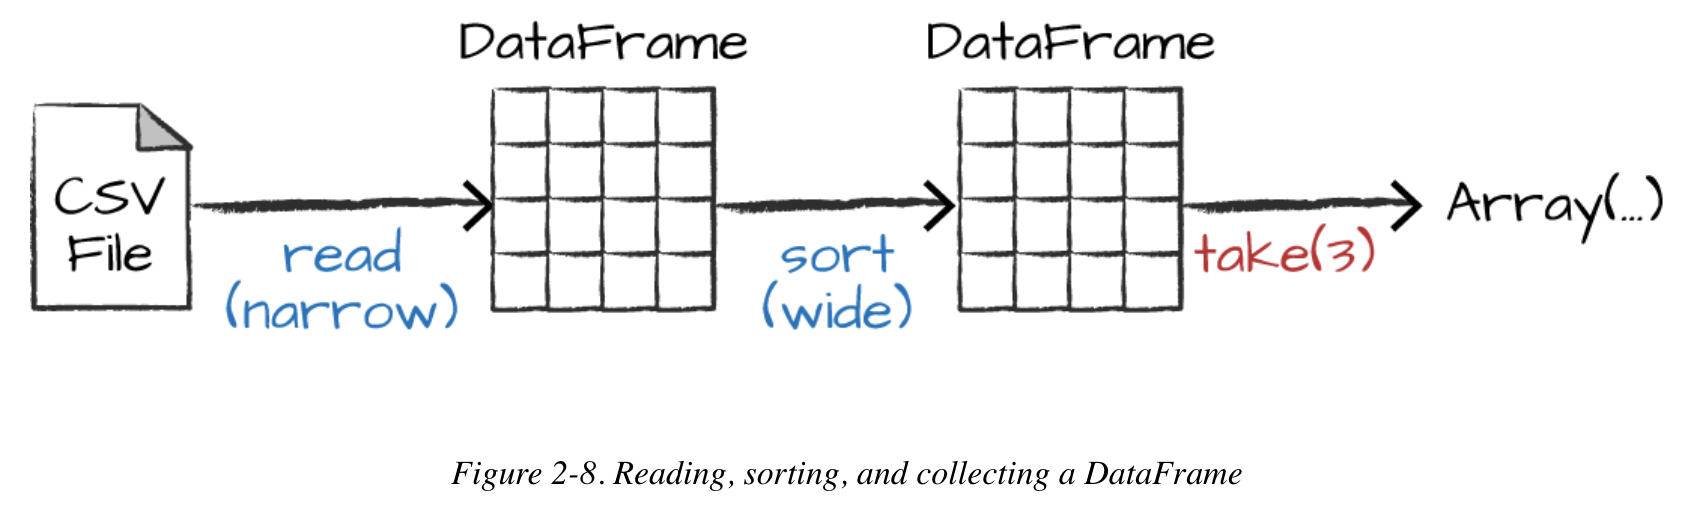 DataFrame
DataFrame
CSV
File
read
(narrow)
sort
(wide)
take(3)
Array(...)
Figure 2-8. Reading, sorting, and collecting a DataFrame